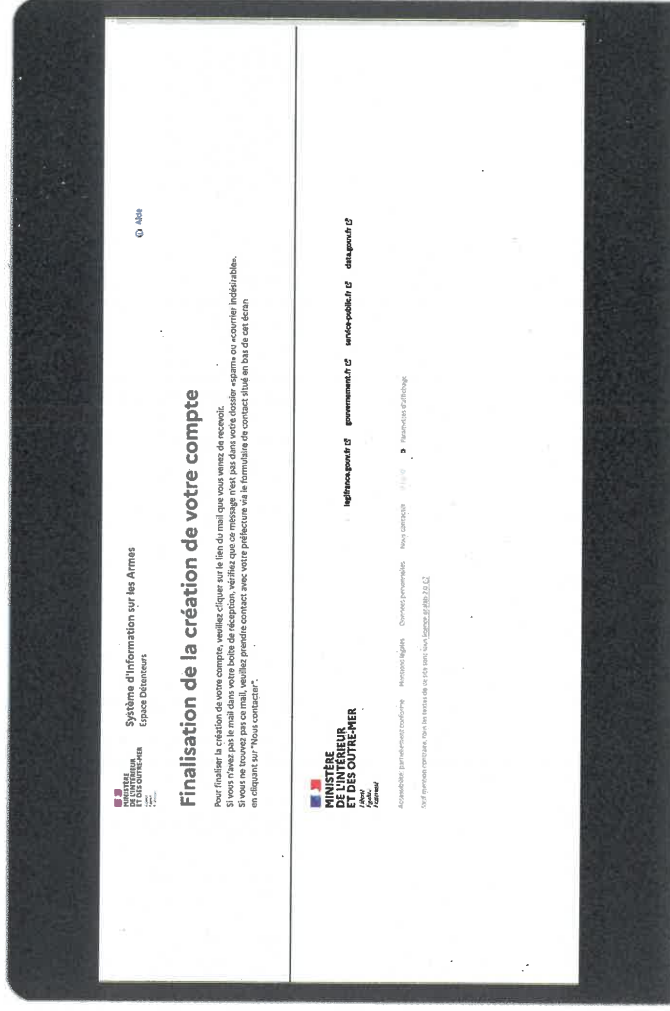 MINISTÈRE
DE L'INTÉRIEUR
ET DES OUTRE-MER
Système d'Information sur les Armes
Espace Détenteurs
Aide
Finalisation de la création de votre compte
Pour finaliser la création de votre compte, veuillez cliquer sur le lien du mail que vous venez de recevoir.
Si vous n'avez pas le mail dans votre boite de réception, vérifiez que ce message n'est pas dans votre dossier «spam» ou «courrier indésirable».
Si vous ne trouvez pas ce mail, veuillez prendre contact avec votre préfecture via le formulaire de contact situé en bas de cet écran
en cliquant sur "Nous contacter".
MINISTÈRE
DE L'INTÉRIEUR
ET DES OUTRE-MER
Liberté
Égalité
Fraternité
legifrance.gouv.fr gouvernement.fr service-public.fr data.gouv.fr
Accessibilité: partiellement conforme Mentions légales Données personnelles Nous contacter Paramètres d'affichage
Sauf mention contraire, tous les textes de ce site sont sous licence etalab-2.0